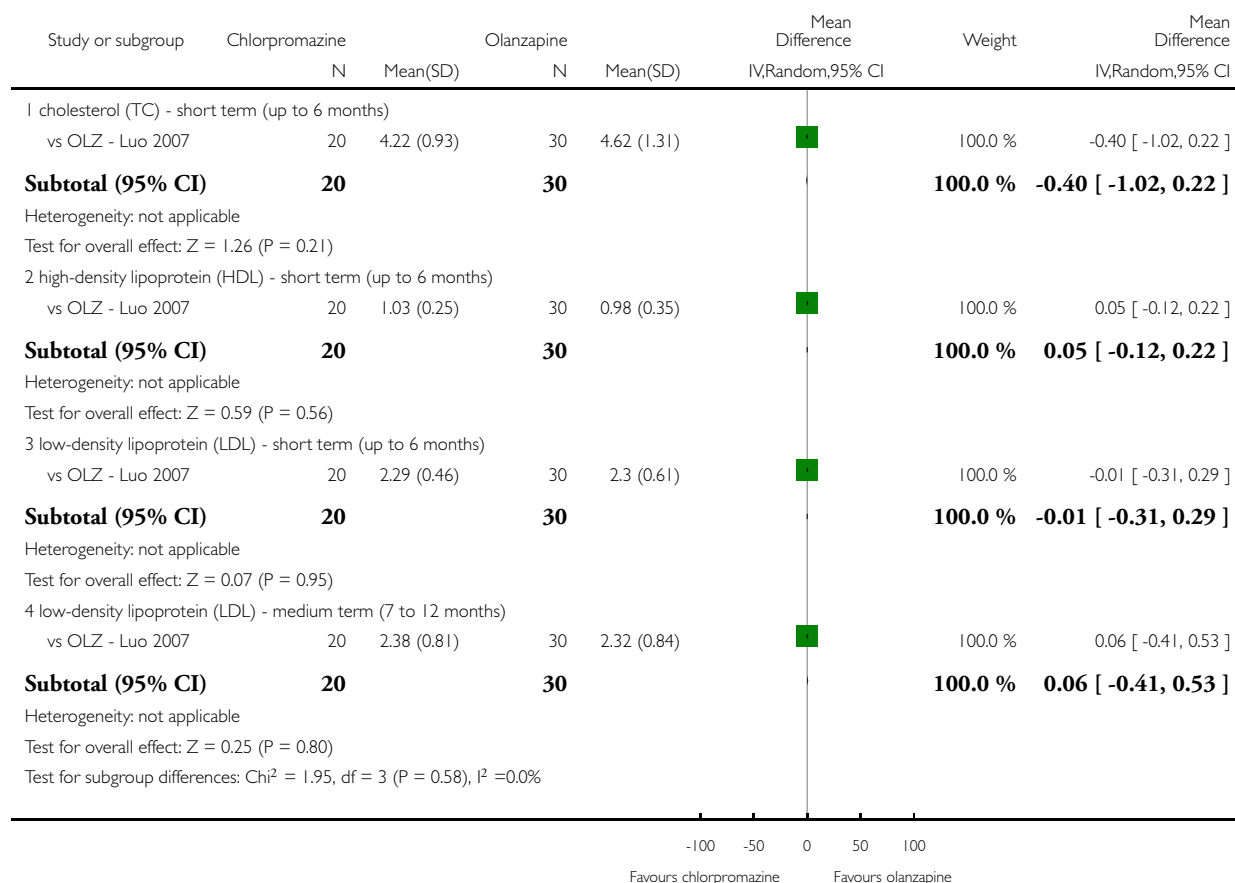 Study or subgroup Chlorpromazine Olanzapine Mean Difference Weight Mean Difference
N Mean(SD) N Mean(SD) IV,Random,95% CI IV,Random,95% CI
1 cholesterol (TC) - short term (up to 6 months)
vs OLZ - Luo 2007 20 4.22 (0.93) 30 4.62 (1.31) 100.0 % -0.40 [ -1.02, 0.22 ]
Subtotal (95% CI) 20 30 100.0 % -0.40 [ -1.02, 0.22 ]
Heterogeneity: not applicable
Test for overall effect: Z = 1.26 (P = 0.21)
2 high-density lipoprotein (HDL) - short term (up to 6 months)
vs OLZ - Luo 2007 20 1.03 (0.25) 30 0.98 (0.35) 100.0 % 0.05 [ -0.12, 0.22 ]
Subtotal (95% CI) 20 30 100.0 % 0.05 [ -0.12, 0.22 ]
Heterogeneity: not applicable
Test for overall effect: Z = 0.59 (P = 0.56)
3 low-density lipoprotein (LDL) - short term (up to 6 months)
vs OLZ - Luo 2007 20 2.29 (0.46) 30 2.3 (0.61) 100.0 % -0.01 [ -0.31, 0.29 ]
Subtotal (95% CI) 20 30 100.0 % -0.01 [ -0.31, 0.29 ]
Heterogeneity: not applicable
Test for overall effect: Z = 0.07 (P = 0.95)
4 low-density lipoprotein (LDL) - medium term (7 to 12 months)
vs OLZ - Luo 2007 20 2.38 (0.81) 30 2.32 (0.84) 100.0 % 0.06 [ -0.41, 0.53 ]
Subtotal (95% CI) 20 30 100.0 % 0.06 [ -0.41, 0.53 ]
Heterogeneity: not applicable
Test for overall effect: Z = 0.25 (P = 0.80)
Test for subgroup differences: Chi² = 1.95, df = 3 (P = 0.58), I² =0.0%
-100 -50 0 50 100
Favours chlorpromazine Favours olanzapine